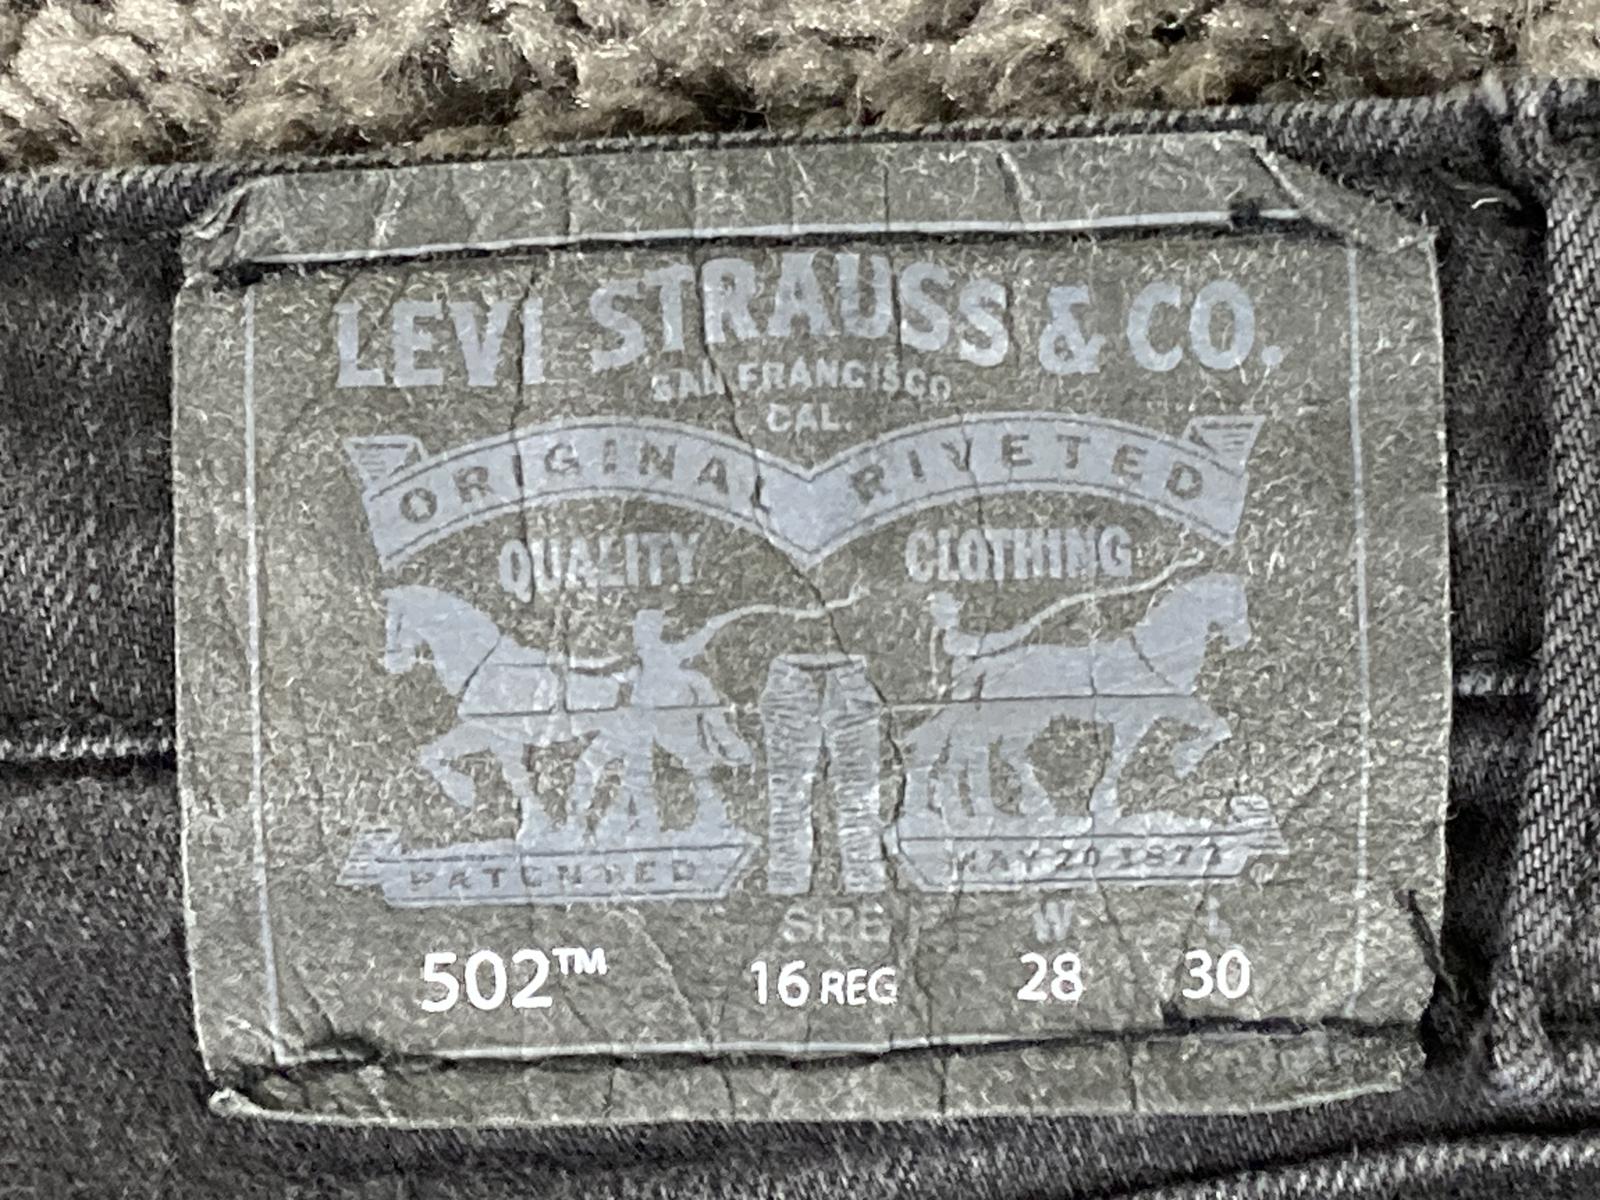 LEVI STRAUSS & CO.
SAN FRANCISCO
CAL.
ORIGINAL RIVETED
QUALITY CLOTHING
PATENTED MAY 20 1873
SIZE W L
502™ 16 REG 28 30